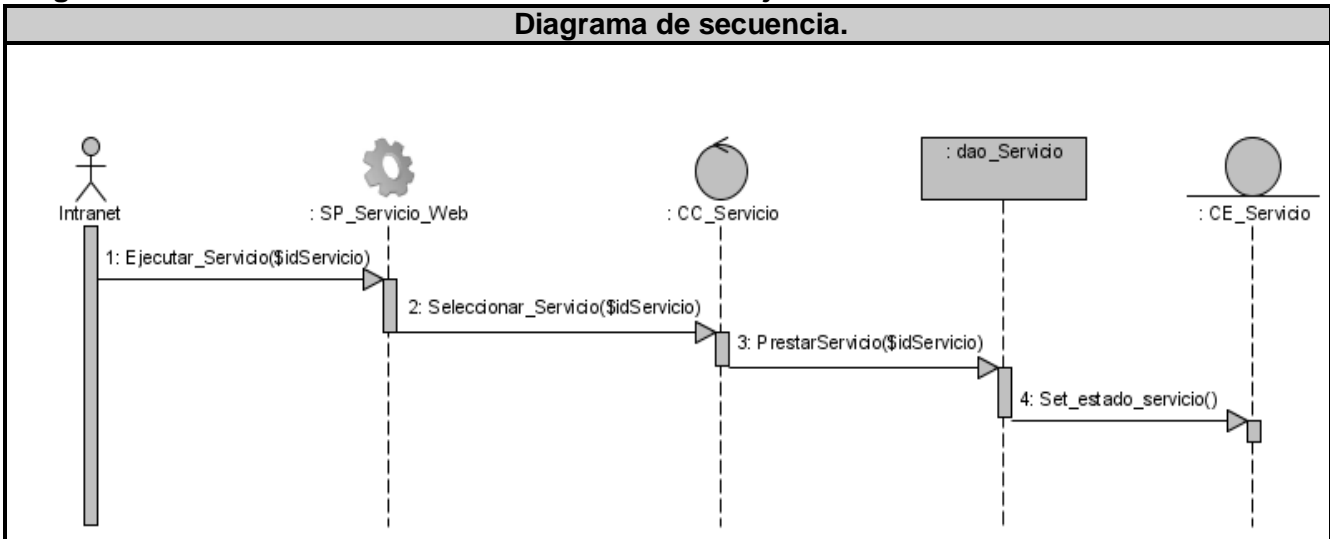 Diagrama de secuencia.
: dao_Servicio
Intranet
: SP_Servicio_Web
: CC_Servicio
: CE_Servicio
1: Ejecutar_Servicio($idServicio)
2: Seleccionar_Servicio($idServicio)
3: PrestarServicio($idServicio)
4: Set_estado_servicio()